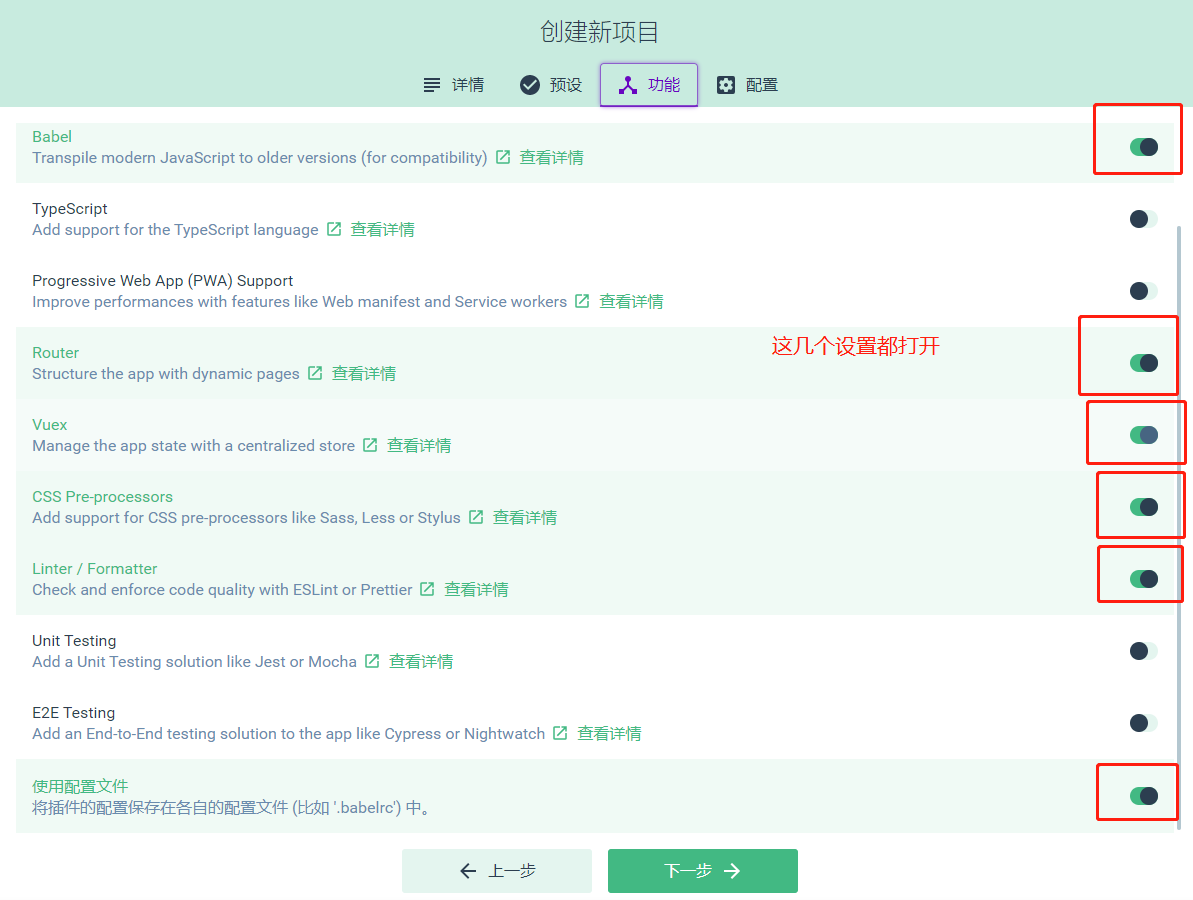 创建新项目
详情 预设 功能 配置
Babel
Transpile modern JavaScript to older versions (for compatibility) 查看详情
TypeScript
Add support for the TypeScript language 查看详情
Progressive Web App (PWA) Support
Improve performances with features like Web manifest and Service workers 查看详情
这几个设置都打开
Router
Structure the app with dynamic pages 查看详情
Vuex
Manage the app state with a centralized store 查看详情
CSS Pre-processors
Add support for CSS pre-processors like Sass, Less or Stylus 查看详情
Linter / Formatter
Check and enforce code quality with ESLint or Prettier 查看详情
Unit Testing
Add a Unit Testing solution like Jest or Mocha 查看详情
E2E Testing
Add an End-to-End testing solution to the app like Cypress or Nightwatch 查看详情
使用配置文件
将插件的配置保存在各自的配置文件 (比如 '.babelrc') 中。
上一步 下一步